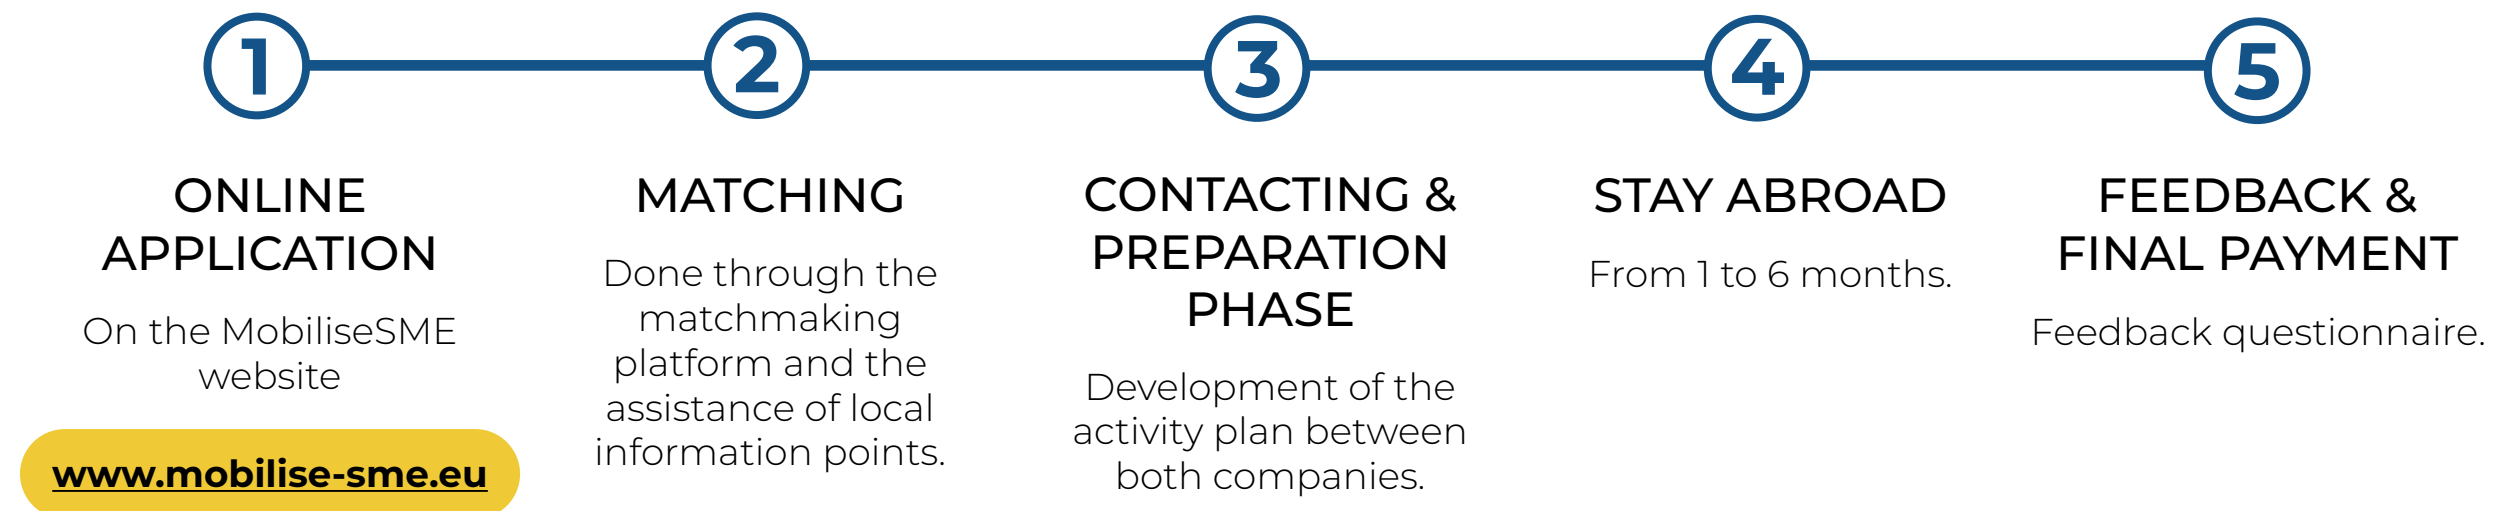 1
ONLINE
APPLICATION
On the MobiliseSME
website
www.mobilise-sme.eu
2
MATCHING
Done through the
matchmaking
platform and the
assistance of local
information points.
3
CONTACTING &
PREPARATION
PHASE
Development of the
activity plan between
both companies.
4
STAY ABROAD
From 1 to 6 months.
5
FEEDBACK &
FINAL PAYMENT
Feedback questionnaire.